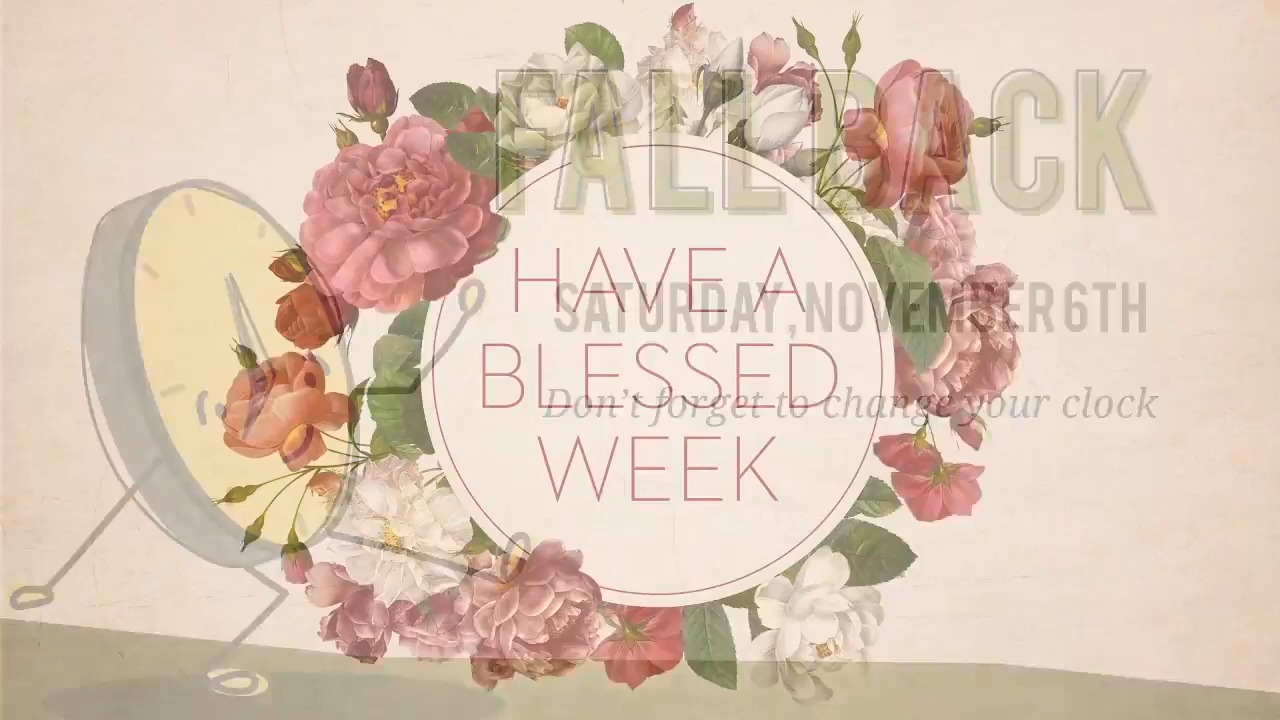 FALL BACK
HAVE A
SATURDAY, NOVEMBER 6TH
BLESSED
Don't forget to change your clock
WEEK